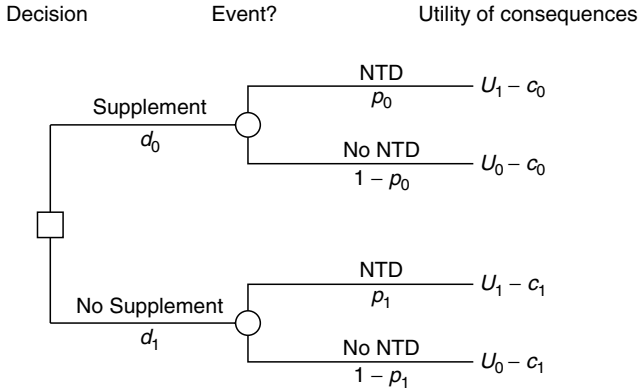 Decision Event? Utility of consequences
NTD
p₀
U₁ – c₀
Supplement
d₀
No NTD
1 – p₀
U₀ – c₀
NTD
p₁
U₁ – c₁
No Supplement
d₁
No NTD
1 – p₁
U₀ – c₁